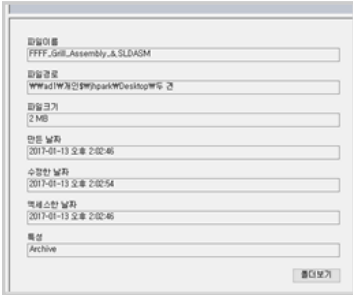 파일이름
FFFF_Grill_Assembly_&.SLDASM
파일경로
₩₩ad1₩개인$₩jhpark₩Desktop₩두 건
파일크기
2 MB
만든 날짜
2017-01-13 오후 2:02:46
수정한 날짜
2017-01-13 오후 2:02:54
액세스한 날짜
2017-01-13 오후 2:02:46
특성
Archive
폴더보기